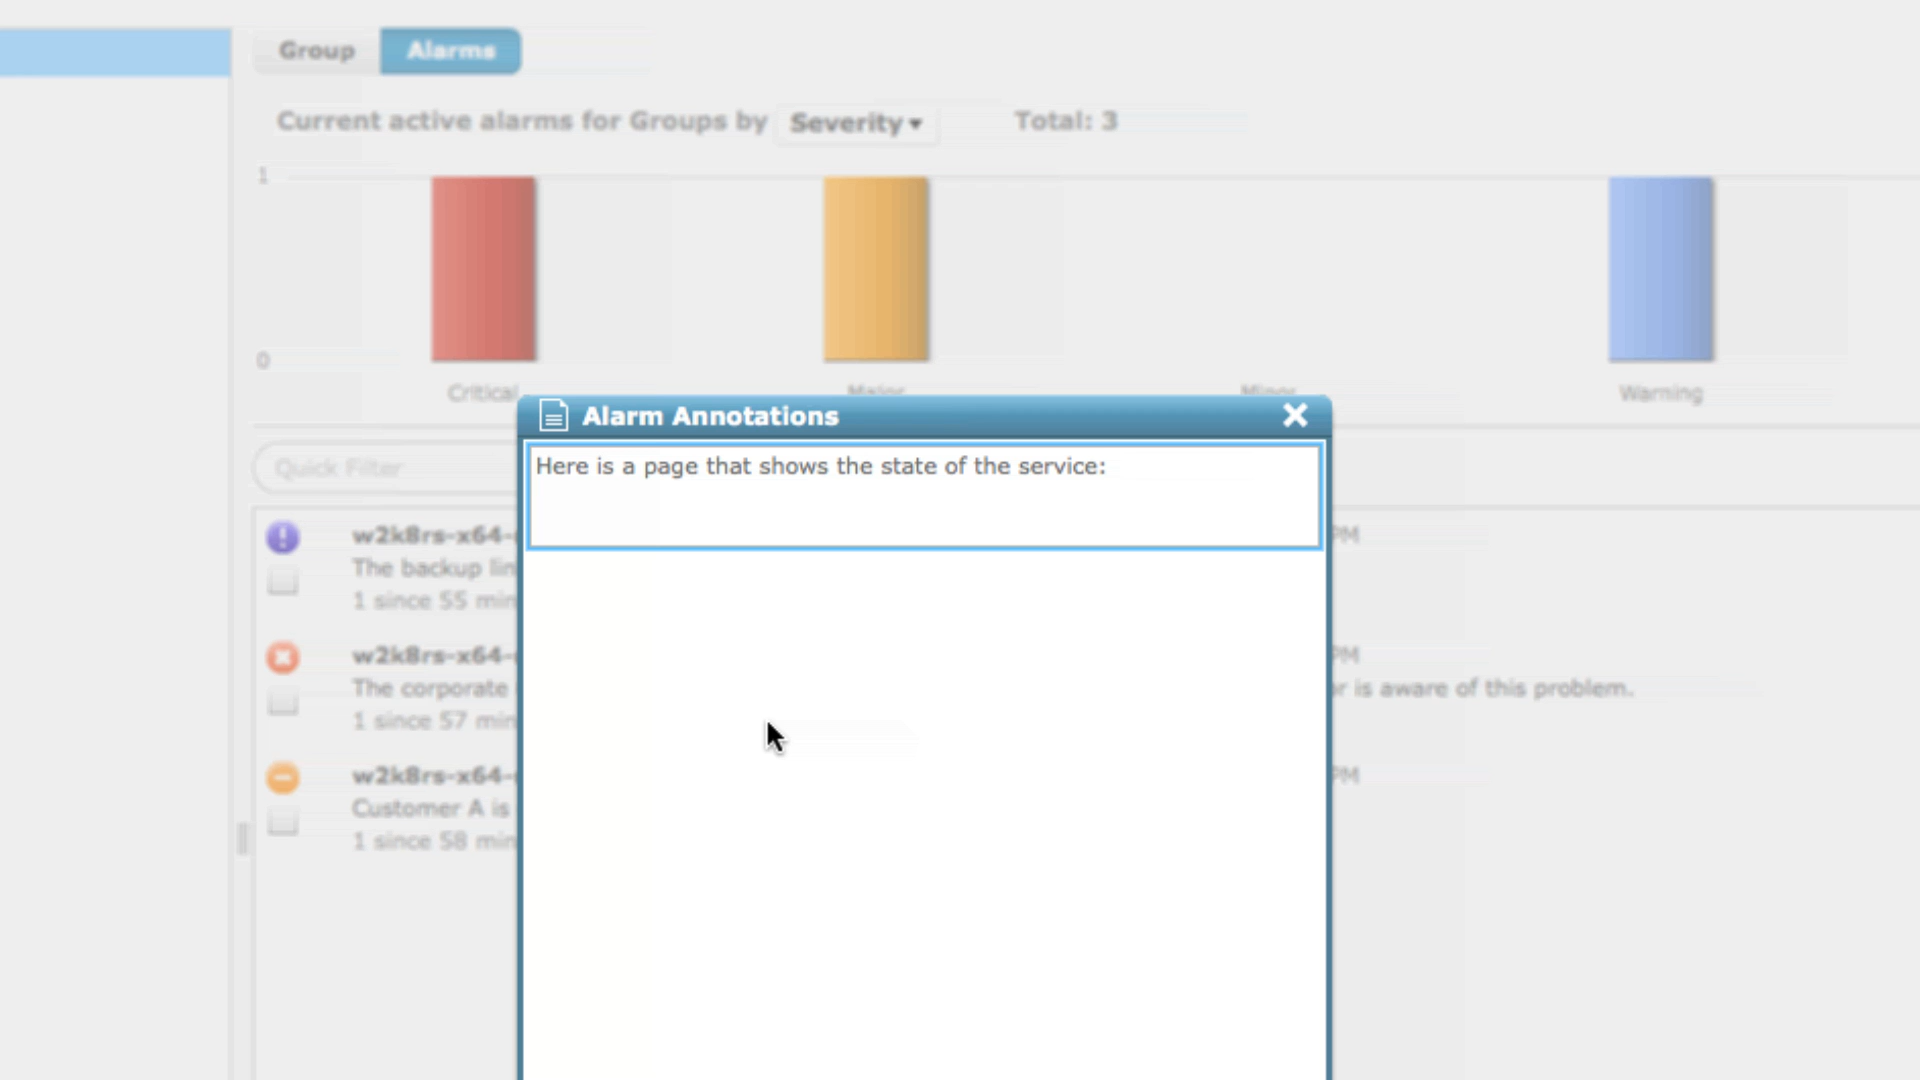 Group Alarms
Current active alarms for Groups by Severity Total: 3
1
0
Critical Major Minor Warning
Alarm Annotations
Here is a page that shows the state of the service:
Quick Filter
w2k8rs-x64- PM
The backup
1 since 55
w2k8rs-x64- PM
The corporate is aware of this problem.
1 since 57
w2k8rs-x64- PM
Customer A is
1 since 58